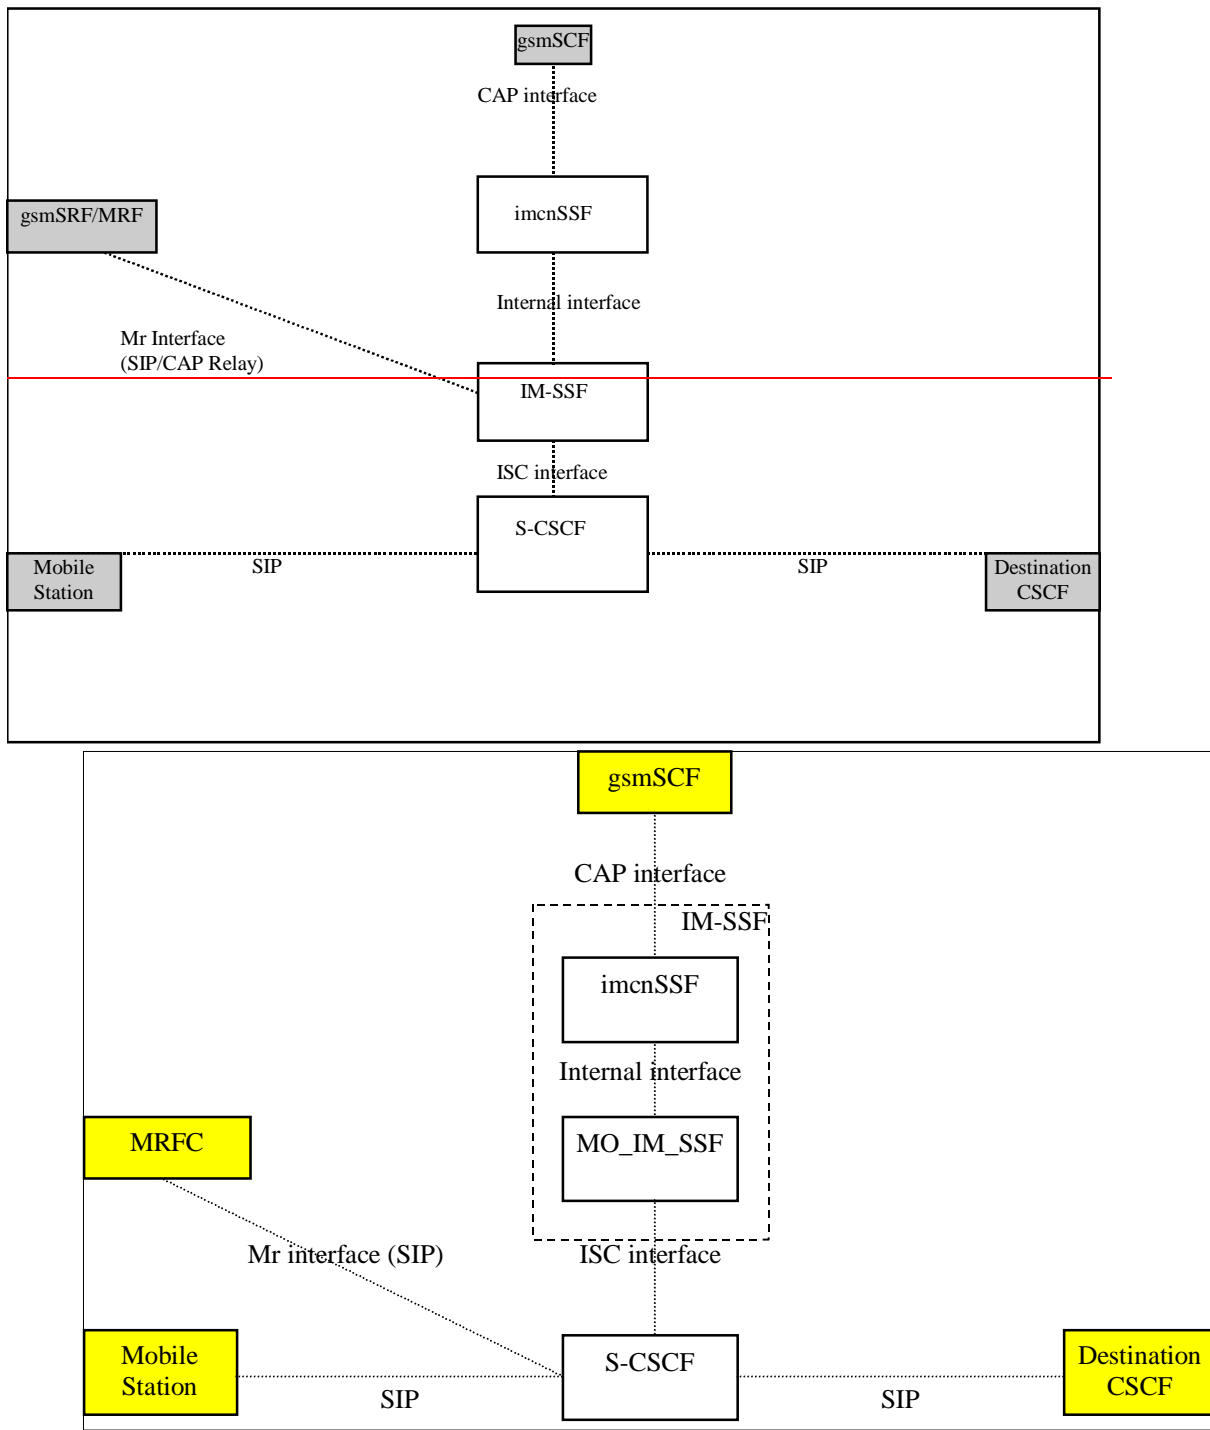 gsmSCF
CAP interface
imcnSSF
gsmSRF/MRF
Internal interface
Mr Interface
(SIP/CAP Relay)
IM-SSF
ISC interface
S-CSCF
Mobile
Station
SIP
SIP
Destination
CSCF
gsmSCF
CAP interface
IM-SSF
imcnSSF
Internal interface
MRFC
MO_IM_SSF
Mr interface (SIP)
ISC interface
Mobile
Station
SIP
S-CSCF
SIP
Destination
CSCF